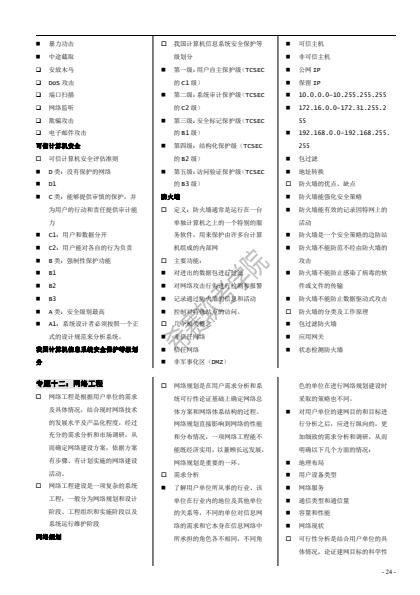 ■ 暴力动击
■ 中途截取
❑ 安放木马
❑ DoS 攻击
❑ 端口扫描
❑ 网络监听
❑ 欺骗攻击
❑ 电子邮件攻击
可信计算机安全
□ 可信计算机安全评估准则
■ D 类：没有保护的网络
■ D1
■ C 类：能够提供审慎的保护，并
为用户的行动和责任提供审计能
力
■ C1：用户和数据分开
■ C2：用户能对各自的行为负责
■ B 类：强制性保护功能
■ B1
■ B2
■ B3
■ A 类：安全级别最高
■ A1：系统设计者必须按照一个正
式的设计规范来分析系统。
我国计算机信息系统安全保护等级划
分
□ 我国计算机信息系统安全保护等
级划分
■ 第一级：用户自主保护级（TCSEC
的 C1 级）
■ 第二级：系统审计保护级（TCSEC
的 C2 级）
■ 第三级：安全标记保护级（TCSEC
的 B1 级）
■ 第四级：结构化保护级（TCSEC
的 B2 级）
■ 第五级：访问验证保护级（TCSEC
的 B3 级）
防火墙
□ 定义：防火墙通常是运行在一台
单独计算机之上的一个特别的服
务软件，用来保护由许多台计算
机组成的内部网
□ 主要功能：
■ 对进出的数据包进行过滤
■ 对网络攻击行为进行检测和报警
■ 记录通过防火墙的信息和活动
■ 控制对特殊站点的访问。
□ 几个相关概念
■ 非信任网络
■ 信任网络
■ 非军事化区（DMZ）
■ 可信主机
■ 非可信主机
■ 公网 IP
■ 保留 IP
■ 10.0.0.0~10.255.255.255
■ 172.16.0.0~172.31.255.2
55
■ 192.168.0.0~192.168.255.
255
■ 包过滤
■ 地址转换
□ 防火墙的优点、缺点
■ 防火墙能强化安全策略
■ 防火墙能有效的记录因特网上的
活动
■ 防火墙是一个安全策略的边防站
■ 防火墙不能防范不经由防火墙的
攻击
■ 防火墙不能防止感染了病毒的软
件或文件的传输
■ 防火墙不能防止数据驱动式攻击
□ 防火墙的分类及工作原理
■ 包过滤防火墙
■ 应用网关
■ 状态检测防火墙
专题十二：网络工程
□ 网络工程是根据用户单位的需求
及具体情况，结合现时网络技术
的发展水平及产品化程度，经过
充分的需求分析和市场调研，从
而确定网络建设方案，依据方案
有步骤、有计划实施的网络建设
活动。
□ 网络工程建设是一项复杂的系统
工程，一般分为网络规划和设计
阶段、工程组织和实施阶段以及
系统运行维护阶段
网络规划
□ 网络规划是在用户需求分析和系
统可行性论证基础上确定网络总
体方案和网络体系结构的过程。
网络规划直接影响到网络的性能
和分布情况，一项网络工程能不
能既经济实用，以兼顾长远发展，
网络规划是重要的一环。
□ 需求分析
■ 了解用户单位所从事的行业、该
单位在行业内的地位及其他单位
的关系等，不同的单位对信息网
络的需求和它本身在信息网络中
所承担的角色各不相同，不同角
色的单位在进行网络规划建设时
采取的策略也不同。
■ 对用户单位的建网目的和目标进
行分析之后，应进行纵向的、更
加细致的需求分析和调研，从而
明确以下几个方面的情况：
■ 地理布局
■ 用户设备类型
■ 网络服务
■ 通信类型和通信量
■ 容量和性能
■ 网络现状
□ 可行性分析是结合用户单位的具
体情况，论证建网目标的科学性
- 24 -